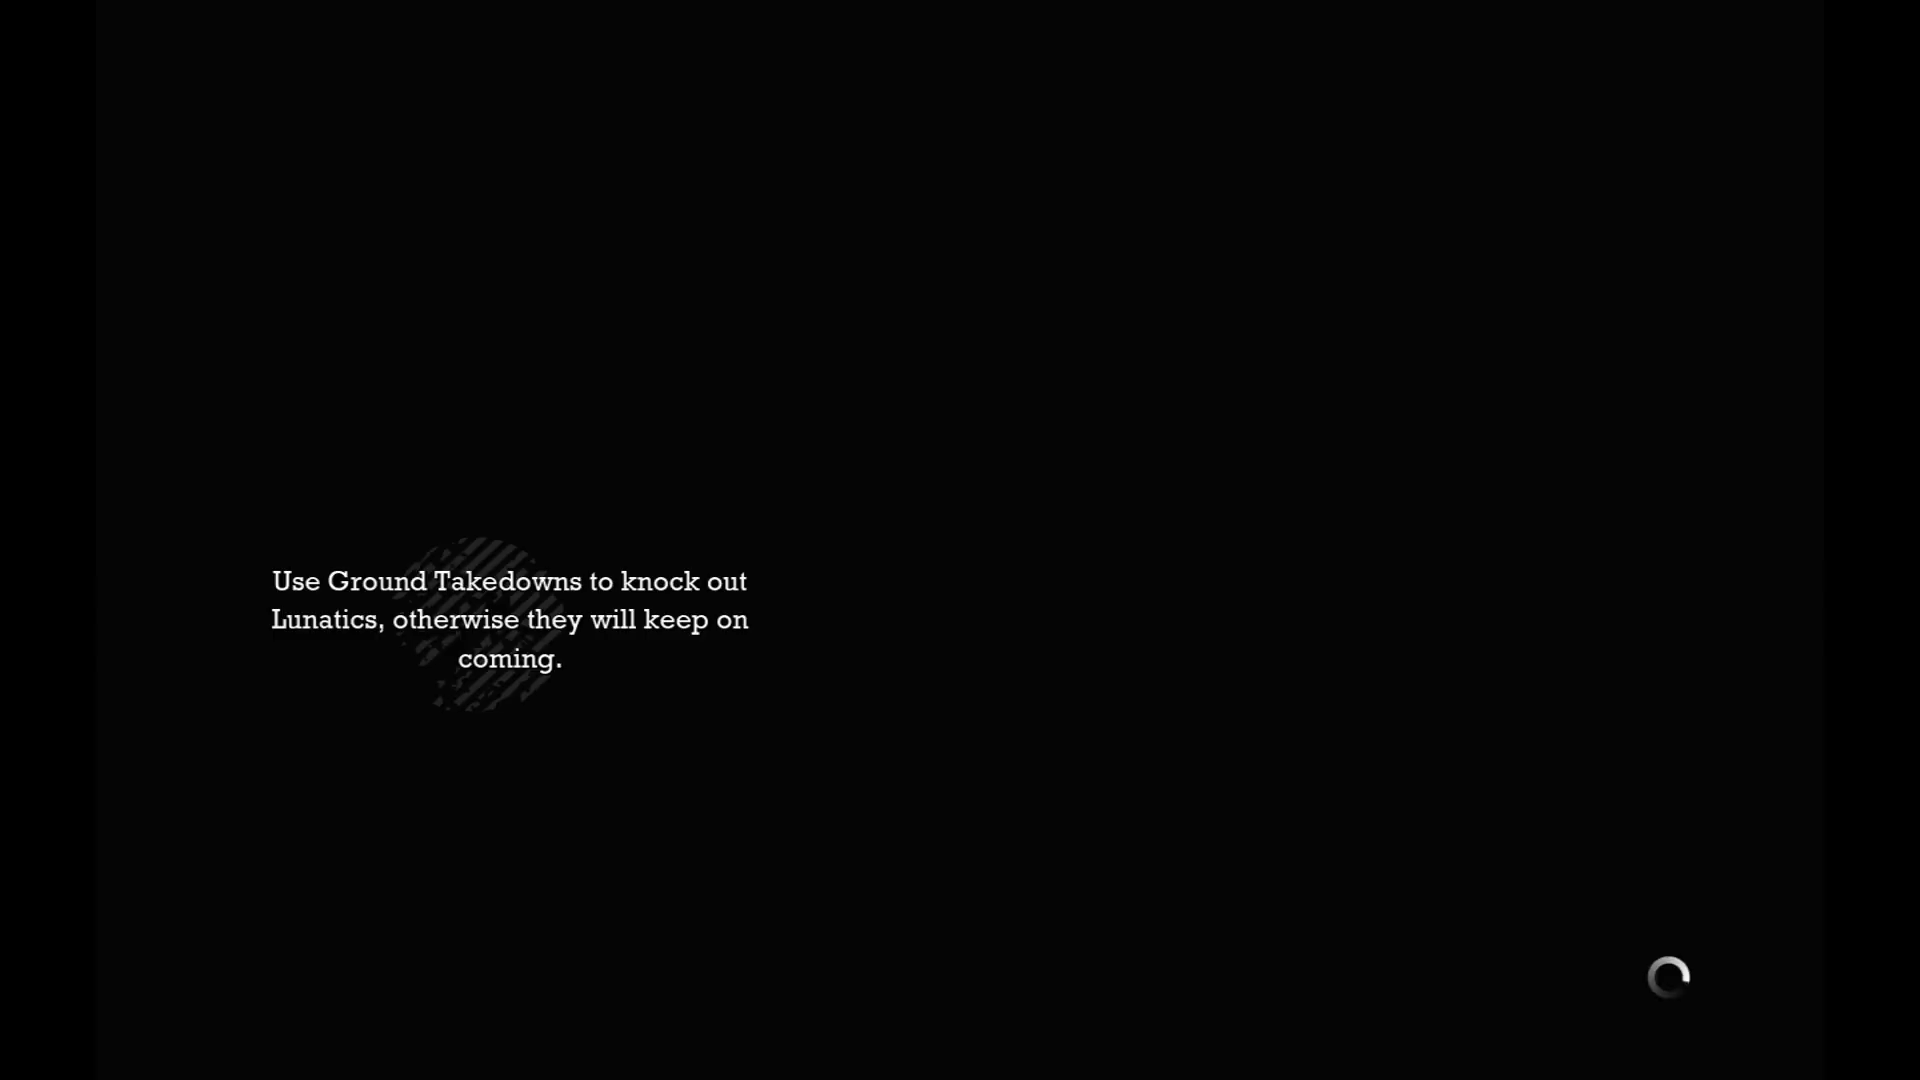 Use Ground Takedowns to knock out
Lunatics, otherwise they will keep on
coming.